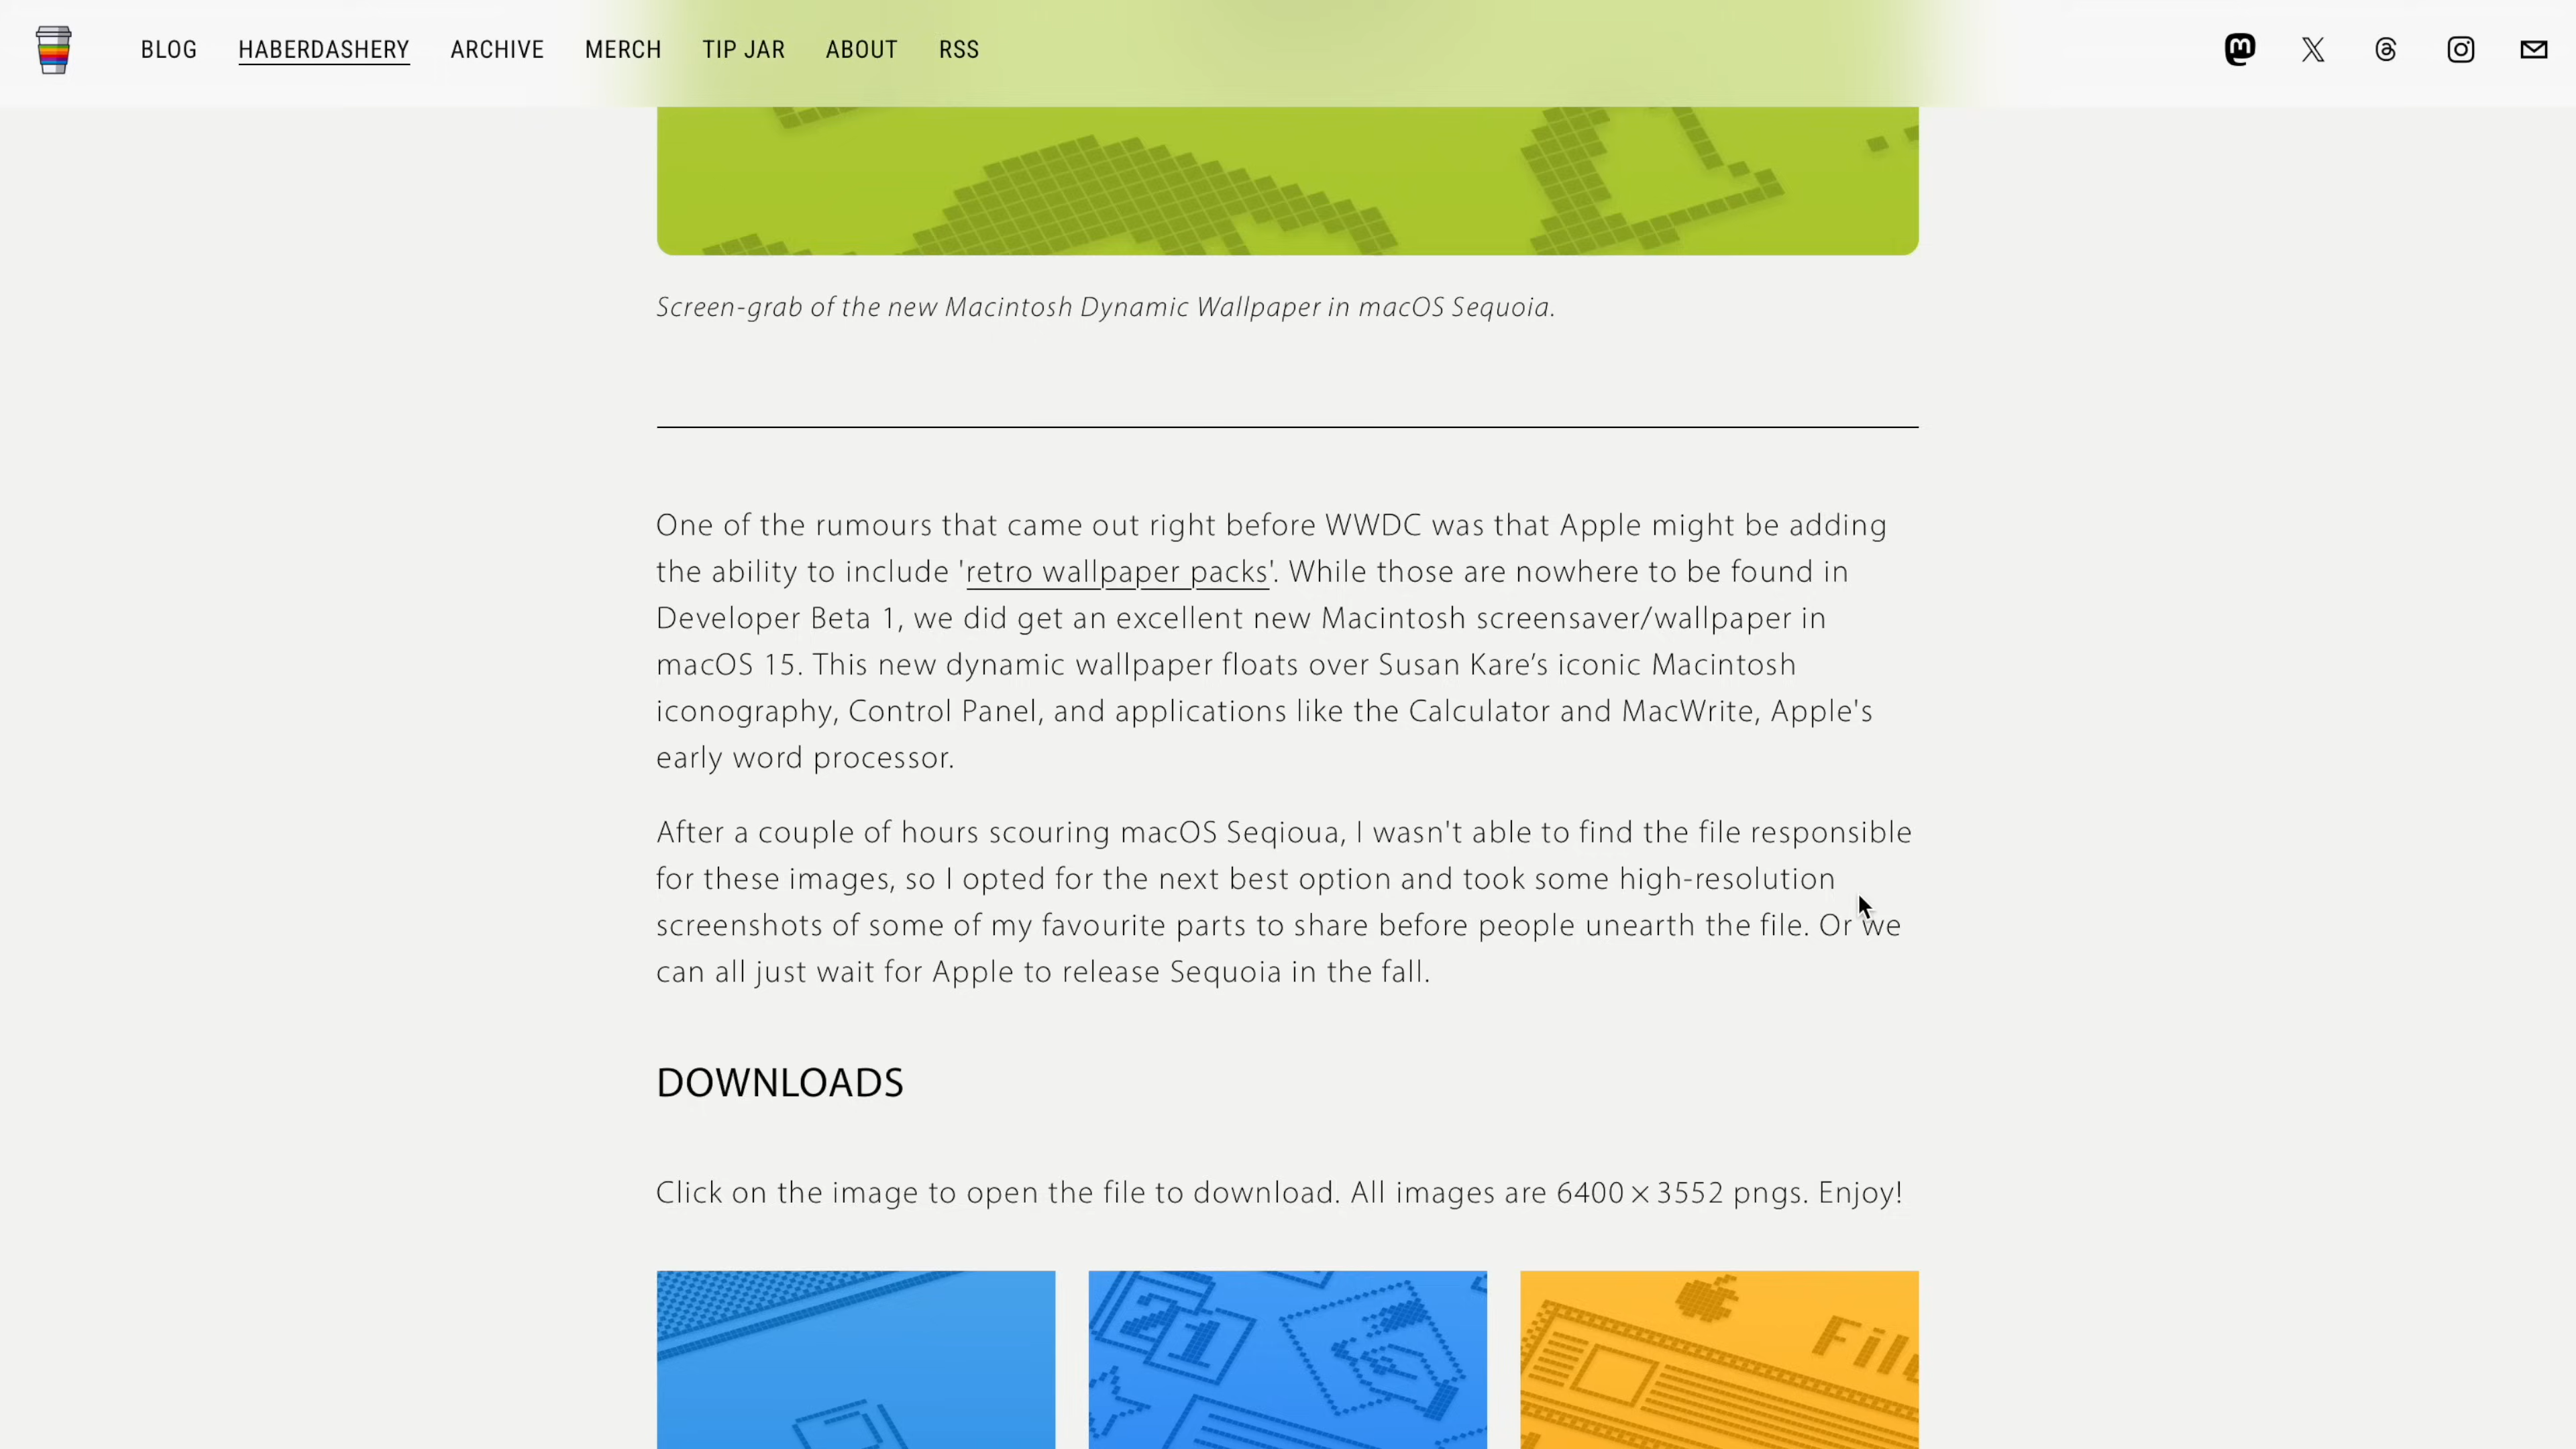 BLOG HABERDASHERY ARCHIVE MERCH TIP JAR ABOUT RSS
Screen-grab of the new Macintosh Dynamic Wallpaper in macOS Sequoia.
One of the rumours that came out right before WWDC was that Apple might be adding
the ability to include 'retro wallpaper packs'. While those are nowhere to be found in
Developer Beta 1, we did get an excellent new Macintosh screensaver/wallpaper in
macOS 15. This new dynamic wallpaper floats over Susan Kare’s iconic Macintosh
iconography, Control Panel, and applications like the Calculator and MacWrite, Apple's
early word processor.
After a couple of hours scouring macOS Seqioua, I wasn't able to find the file responsible
for these images, so I opted for the next best option and took some high-resolution
screenshots of some of my favourite parts to share before people unearth the file. Or we
can all just wait for Apple to release Sequoia in the fall.
DOWNLOADS
Click on the image to open the file to download. All images are 6400 × 3552 pngs. Enjoy!
21
File